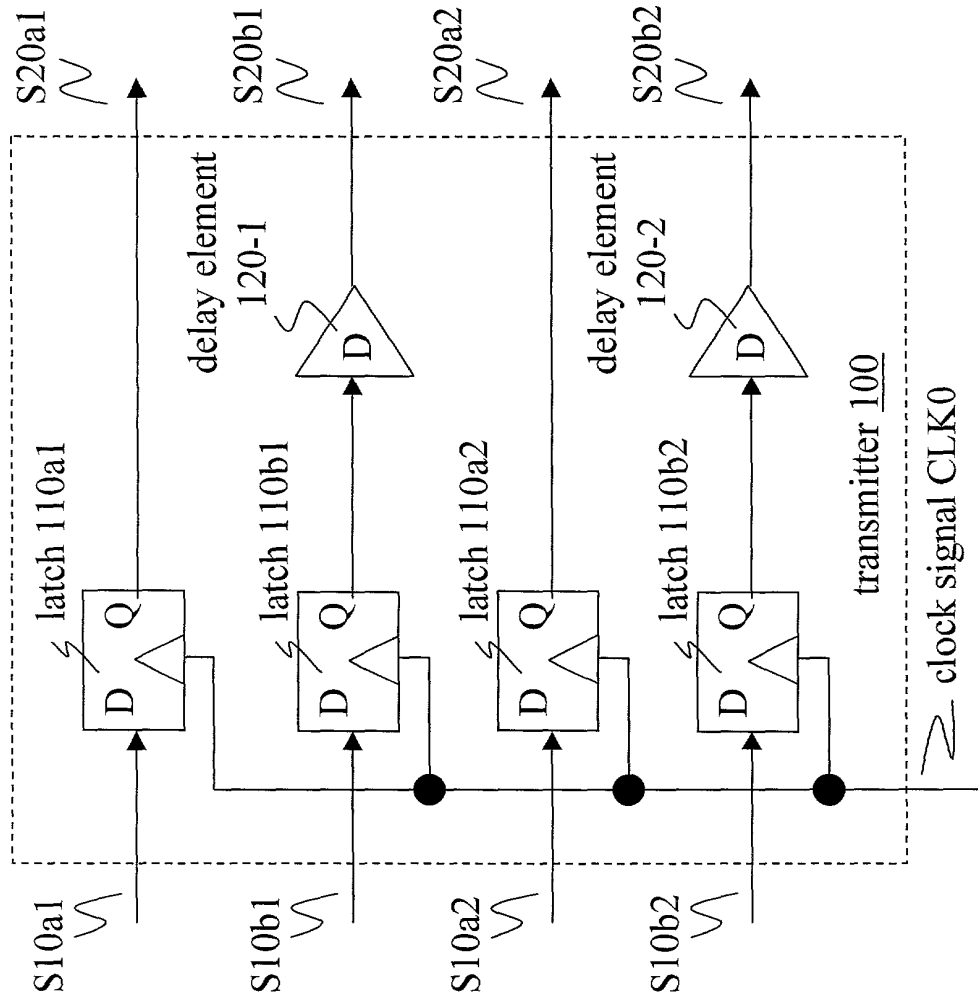 S10a1
D
Q
latch 110a1
S20a1
S10b1
D
Q
latch 110b1
D
delay element
120-1
S20b1
S10a2
D
Q
latch 110a2
S20a2
S10b2
D
Q
latch 110b2
D
delay element
120-2
S20b2
transmitter 100
clock signal CLK0